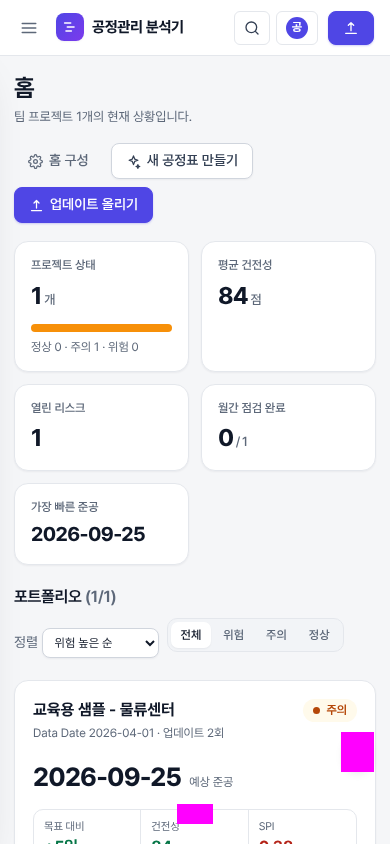 공정관리 분석기
공
홈
팀 프로젝트 1개의 현재 상황입니다.
홈 구성
새 공정표 만들기
업데이트 올리기
프로젝트 상태
1개
정상 0 · 주의 1 · 위험 0
평균 건전성
84점
열린 리스크
1
월간 점검 완료
0/1
가장 빠른 준공
2026-09-25
포트폴리오 (1/1)
정렬
위험 높은 순
전체
위험
주의
정상
교육용 샘플 - 물류센터
주의
Data Date 2026-04-01 · 업데이트 2회
2026-09-25 예상 준공
목표 대비
건전성
SPI